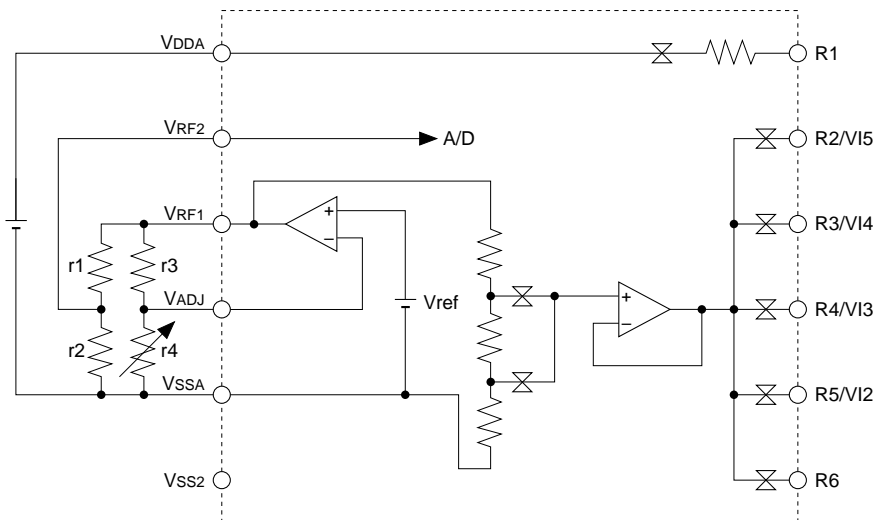 VDDA
R1
VRF2
A/D
R2/VI5
VRF1
+
−
R3/VI4
r1
r3
VADJ
Vref
+
−
R4/VI3
r2
r4
VSSA
R5/VI2
VSS2
R6